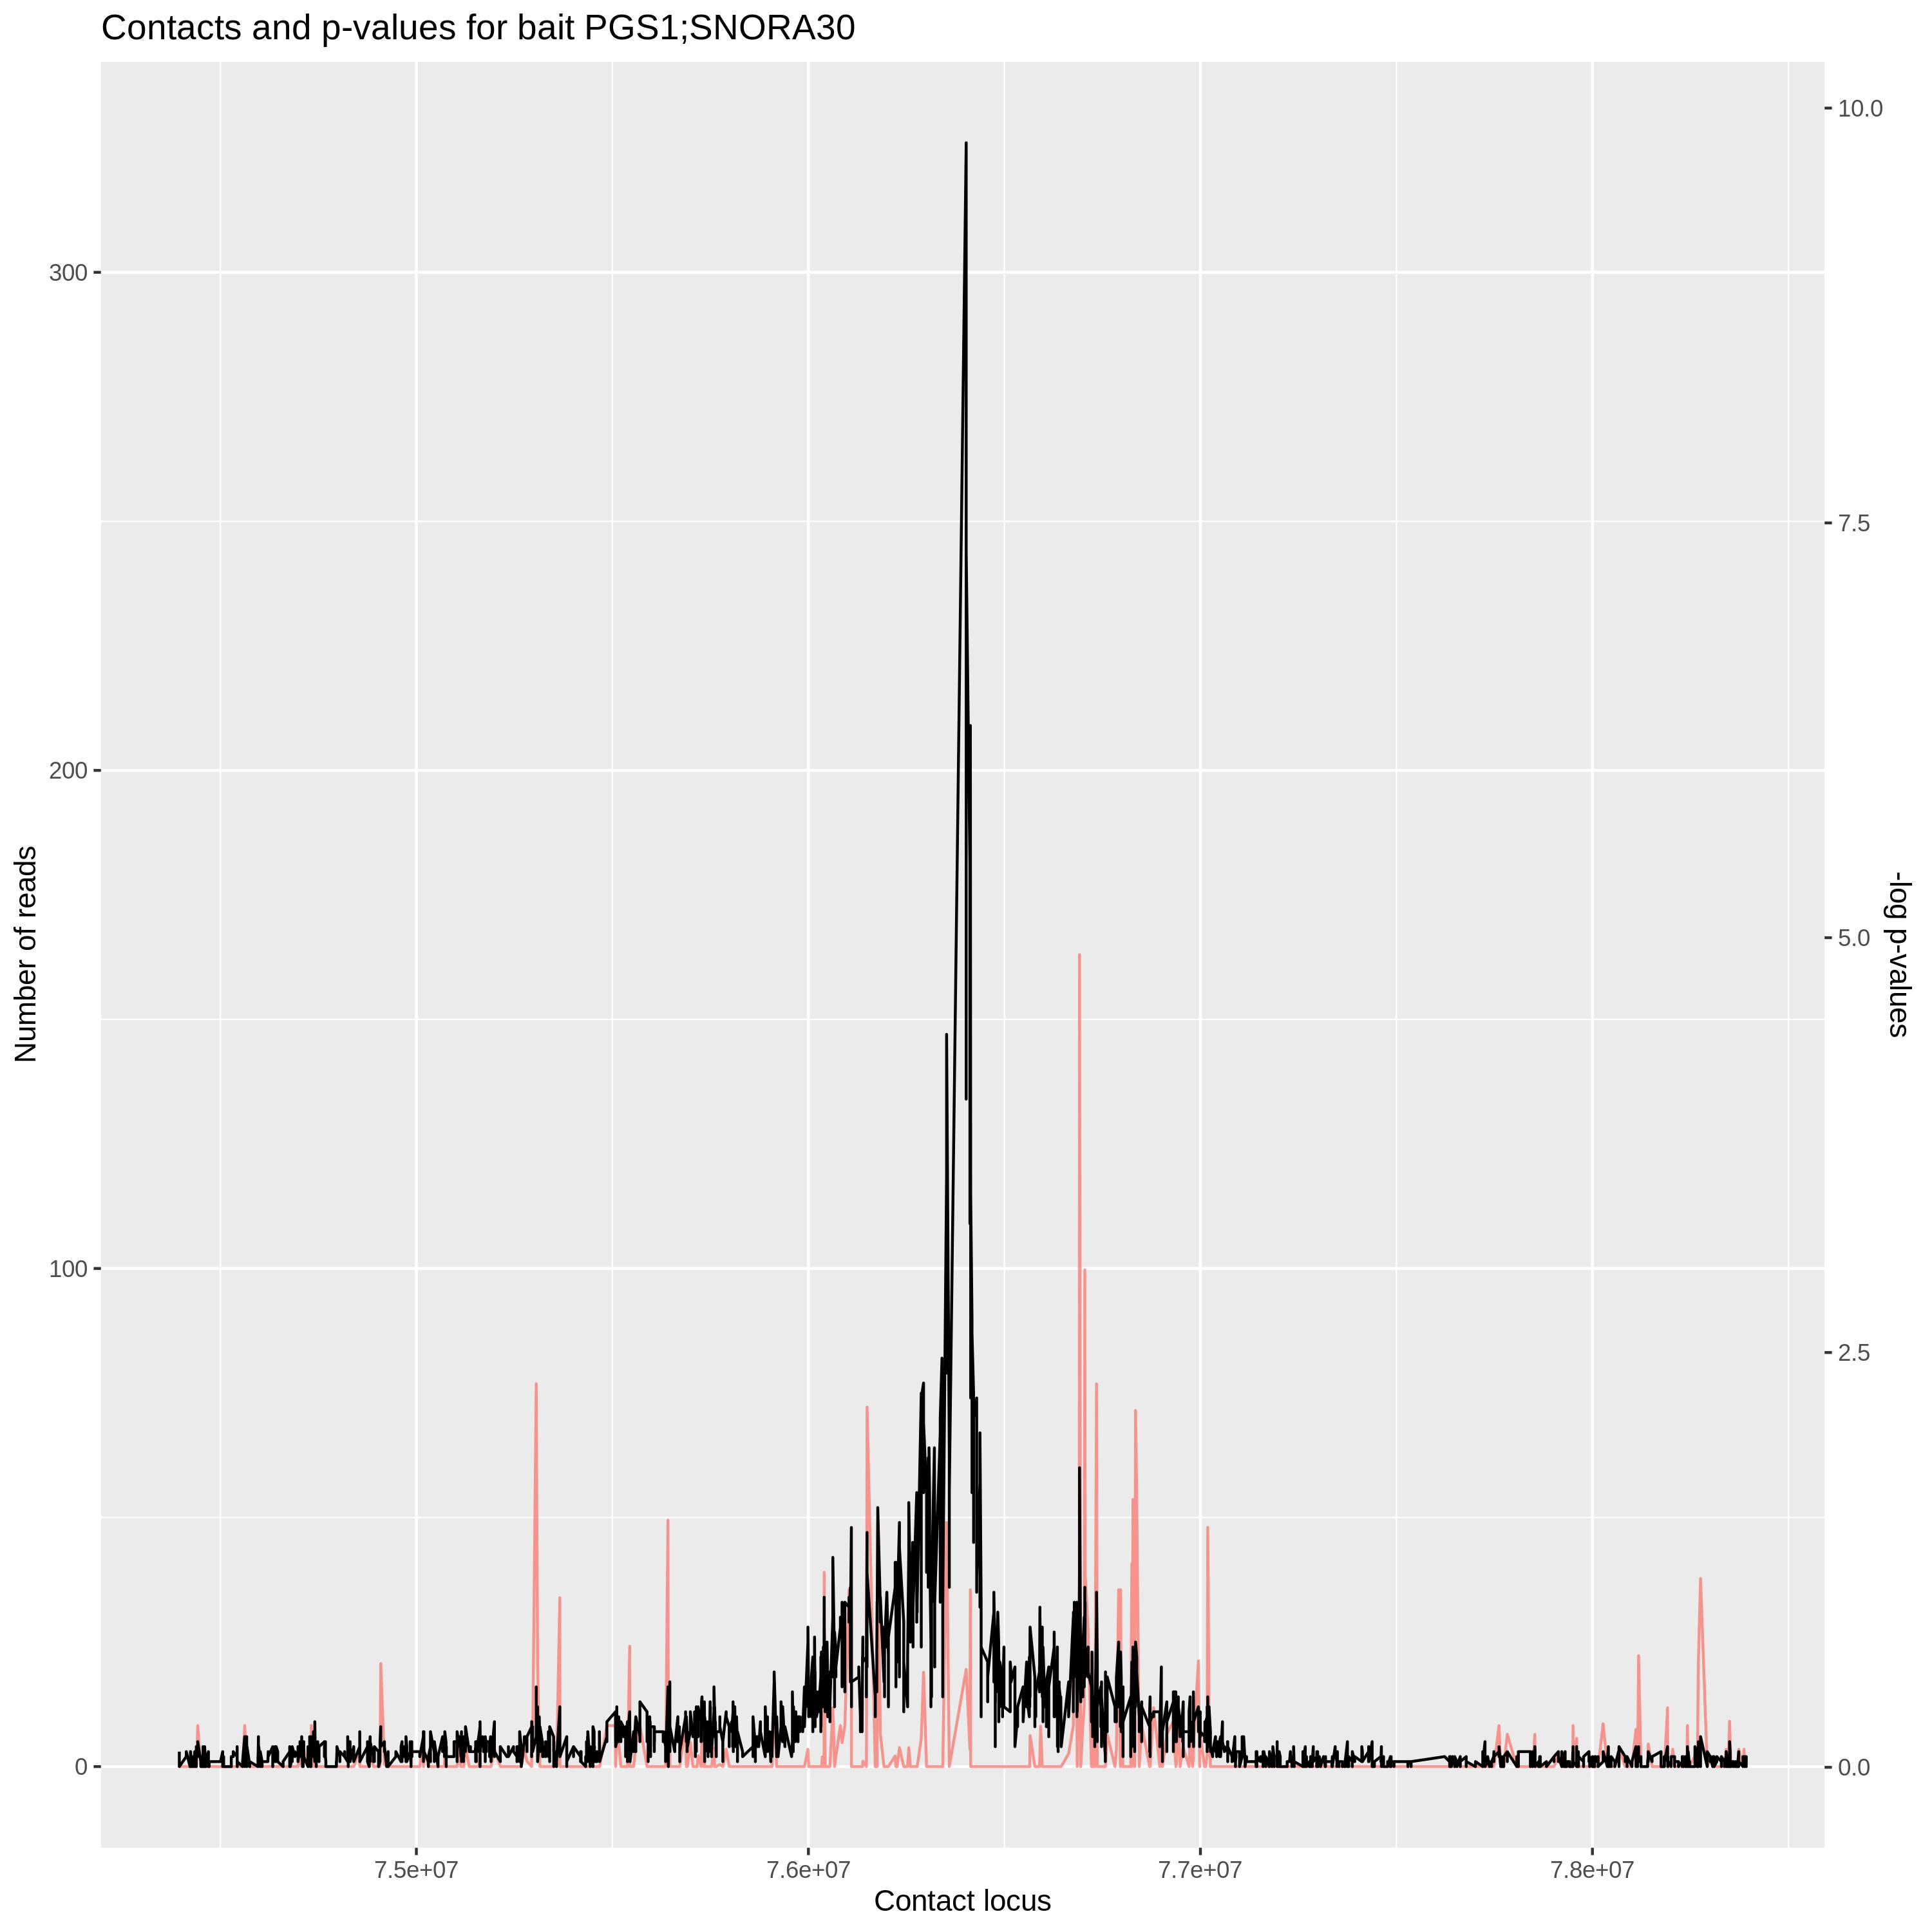 Contacts and p-values for bait PGS1;SNORA30
Number of reads
300
200
100
0
10.0
7.5
5.0
2.5
0.0
-log p-values
7.5e+07 7.6e+07 7.7e+07 7.8e+07
Contact locus